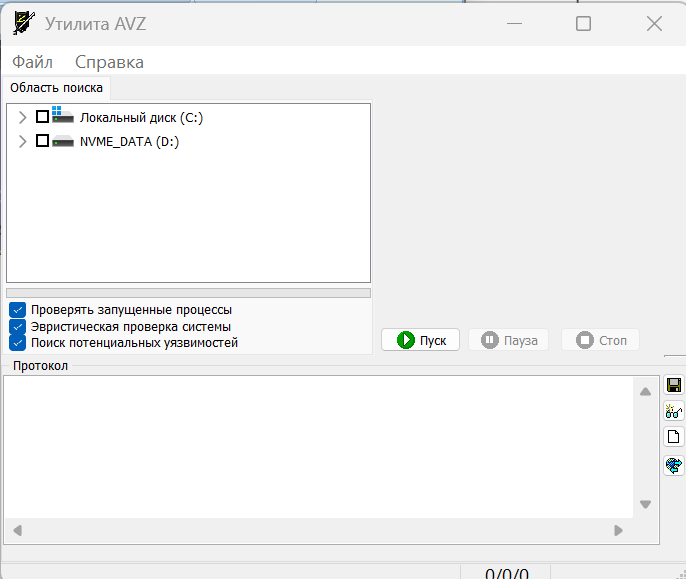 Утилита AVZ
Файл Справка
Область поиска
Локальный диск (C:)
NVME_DATA (D:)
Проверять запущенные процессы
Эвристическая проверка системы
Поиск потенциальных уязвимостей
Пуск Пауза Стоп
Протокол
0/0/0